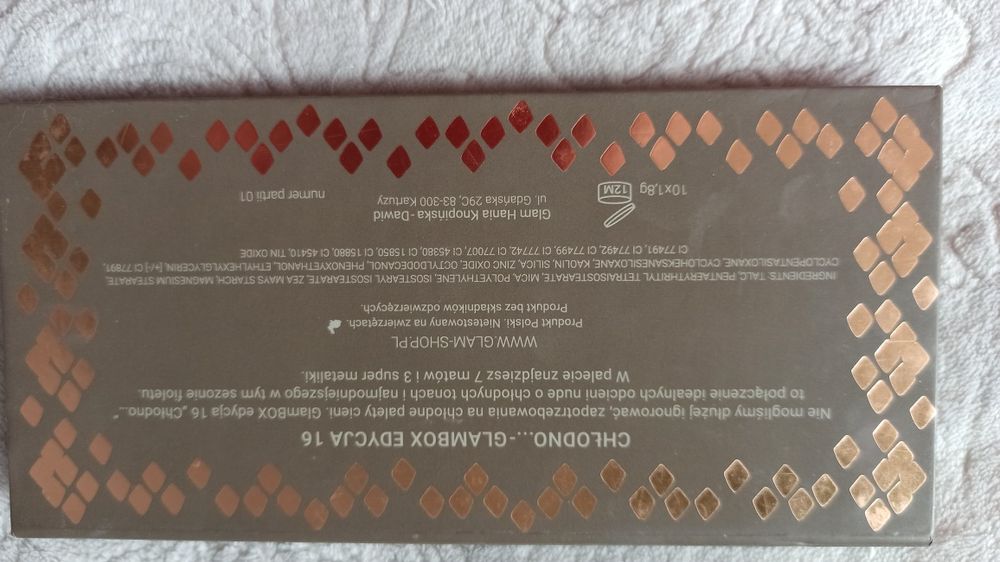 CHŁODNO...-GLAMBOX EDYCJA 16
Nie mogliśmy dłużej ignorować, zapotrzebowania na chłodne palety cieni. GlamBOX 16 edycja "Chłodno..."
to połączenie idealnych odcieni nude o chłodnych tonach i najmodniejszego w tym sezonie fioletu.
W palecie znajdziesz 7 matów i 3 super metaliki.
WWW.GLAM-SHOP.PL
Produkt Polski. Nietestowany na zwierzętach.
Produkt bez składników odzwierzęcych.
INGREDIENTS: TALC, PENTAERYTHRITYL TETRAISOSTEARATE, MICA, POLYETHYLENE, ISOSTEARYL ISOSTEARATE, ZEA MAYS STARCH, MAGNESIUM STEARATE,
CYCLOPENTASILOXANE, CYCLOHEKSANESILOXANE, KAOLIN, SILICA, ZINC OXIDE, OCTYLDODECANOL, PHENOXYETHANOL, ETHYLHEXYLGLYCERIN, [+/-] CI 77891,
CI 77491, CI 77492, CI 77499, CI 77742, CI 77007, CI 45380, CI 15850, CI 15880, CI 45410, TIN OXIDE
10x1,8g
12M
Glam Hania Knopińska-Dawid
ul. Gdańska 29C, 83-300 Kartuzy
numer partii 01